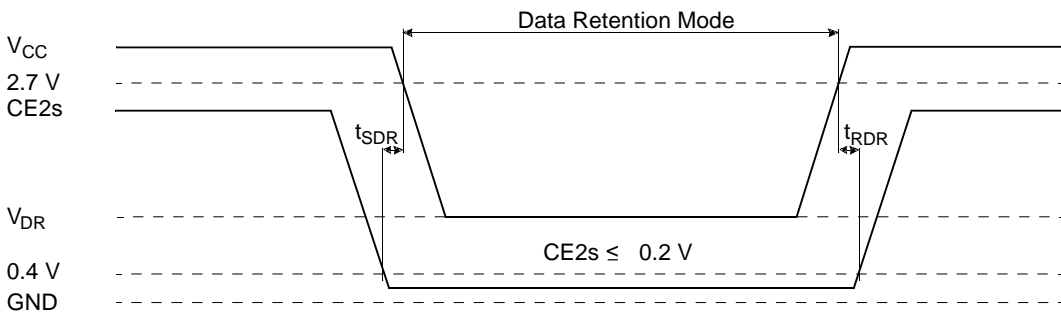 Data Retention Mode
VCC
2.7 V
CE2s
tSDR
tRDR
VDR
CE2s ≤ 0.2 V
0.4 V
GND